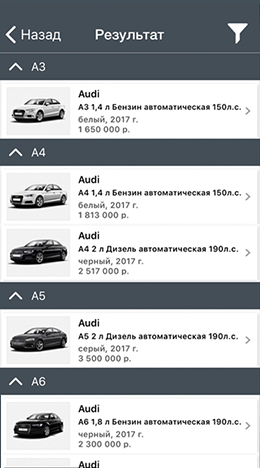 Назад Результат
A3
Audi
A3 1,4 л Бензин автоматическая 150л.с.
белый, 2017 г.
1 650 000 р.
A4
Audi
A4 1,4 л Бензин автоматическая 150л.с.
белый, 2017 г.
1 813 000 р.
Audi
A4 2 л Дизель автоматическая 190л.с.
черный, 2017 г.
2 517 000 р.
A5
Audi
A5 2 л Дизель автоматическая 190л.с.
серый, 2017 г.
3 500 000 р.
A6
Audi
A6 1,8 л Бензин автоматическая 190л.с.
черный, 2017 г.
2 300 000 р.
Audi